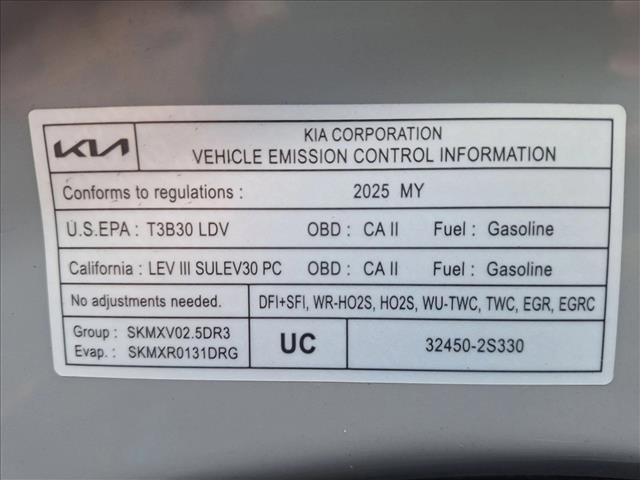 KIA
KIA CORPORATION
VEHICLE EMISSION CONTROL INFORMATION
Conforms to regulations : 2025 MY
U.S.EPA : T3B30 LDV OBD : CA II Fuel : Gasoline
California : LEV III SULEV30 PC OBD : CA II Fuel : Gasoline
No adjustments needed. DFI+SFI, WR-HO2S, HO2S, WU-TWC, TWC, EGR, EGRC
Group : SKMXV02.5DR3
Evap. : SKMXR0131DRG
UC
32450-2S330